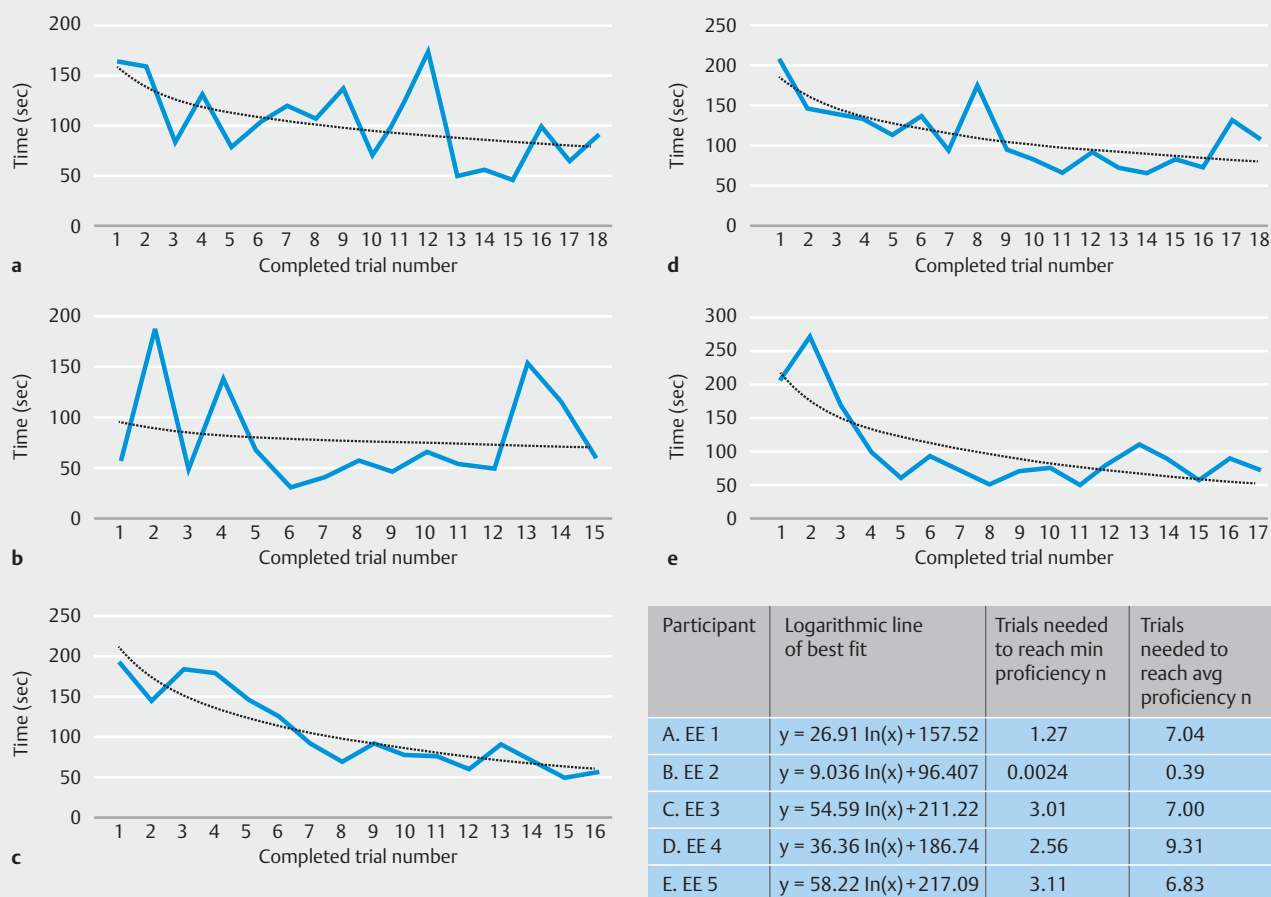 200
150
100
50
0
Time (sec)
1 2 3 4 5 6 7 8 9 10 11 12 13 14 15 16 17 18
Completed trial number
a
200
150
100
50
0
Time (sec)
1 2 3 4 5 6 7 8 9 10 11 12 13 14 15
Completed trial number
b
250
200
150
100
50
0
Time (sec)
1 2 3 4 5 6 7 8 9 10 11 12 13 14 15 16
Completed trial number
c
250
200
150
100
50
0
Time (sec)
1 2 3 4 5 6 7 8 9 10 11 12 13 14 15 16 17 18
Completed trial number
d
300
250
200
150
100
50
0
Time (sec)
1 2 3 4 5 6 7 8 9 10 11 12 13 14 15 16 17
Completed trial number
e
Participant Logarithmic line of best fit Trials needed to reach min proficiency n Trials needed to reach avg proficiency n
A. EE 1 y = 26.91 ln(x)+157.52 1.27 7.04
B. EE 2 y = 9.036 ln(x)+96.407 0.0024 0.39
C. EE 3 y = 54.59 ln(x)+211.22 3.01 7.00
D. EE 4 y = 36.36 ln(x)+186.74 2.56 9.31
E. EE 5 y = 58.22 ln(x)+217.09 3.11 6.83